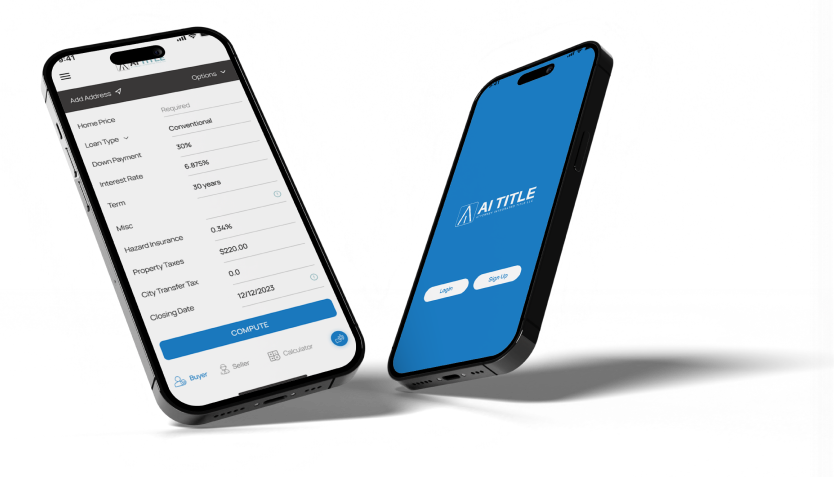 9:41
AI TITLE
Add Address
Options
Home Price
Required
Loan Type
Conventional
Down Payment
30%
Interest Rate
6.875%
Term
30 years
Misc
Hazard Insurance
0.34%
Property Taxes
$220.00
City Transfer Tax
0.0
Closing Date
12/12/2023
COMPUTE
Buyer
Seller
Calculator
AI TITLE
Login
Sign Up